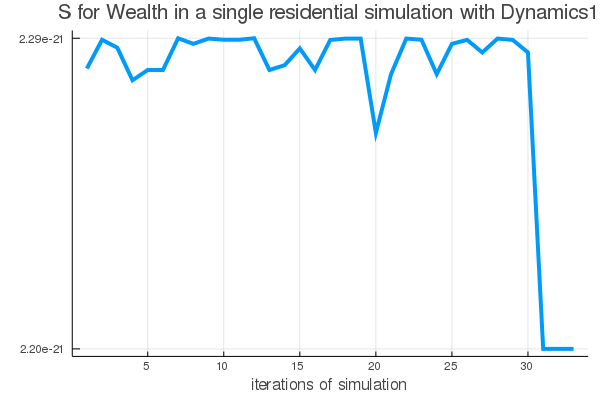 S for Wealth in a single residential simulation with Dynamics1
2.29e-21
2.20e-21
5 10 15 20 25 30
iterations of simulation